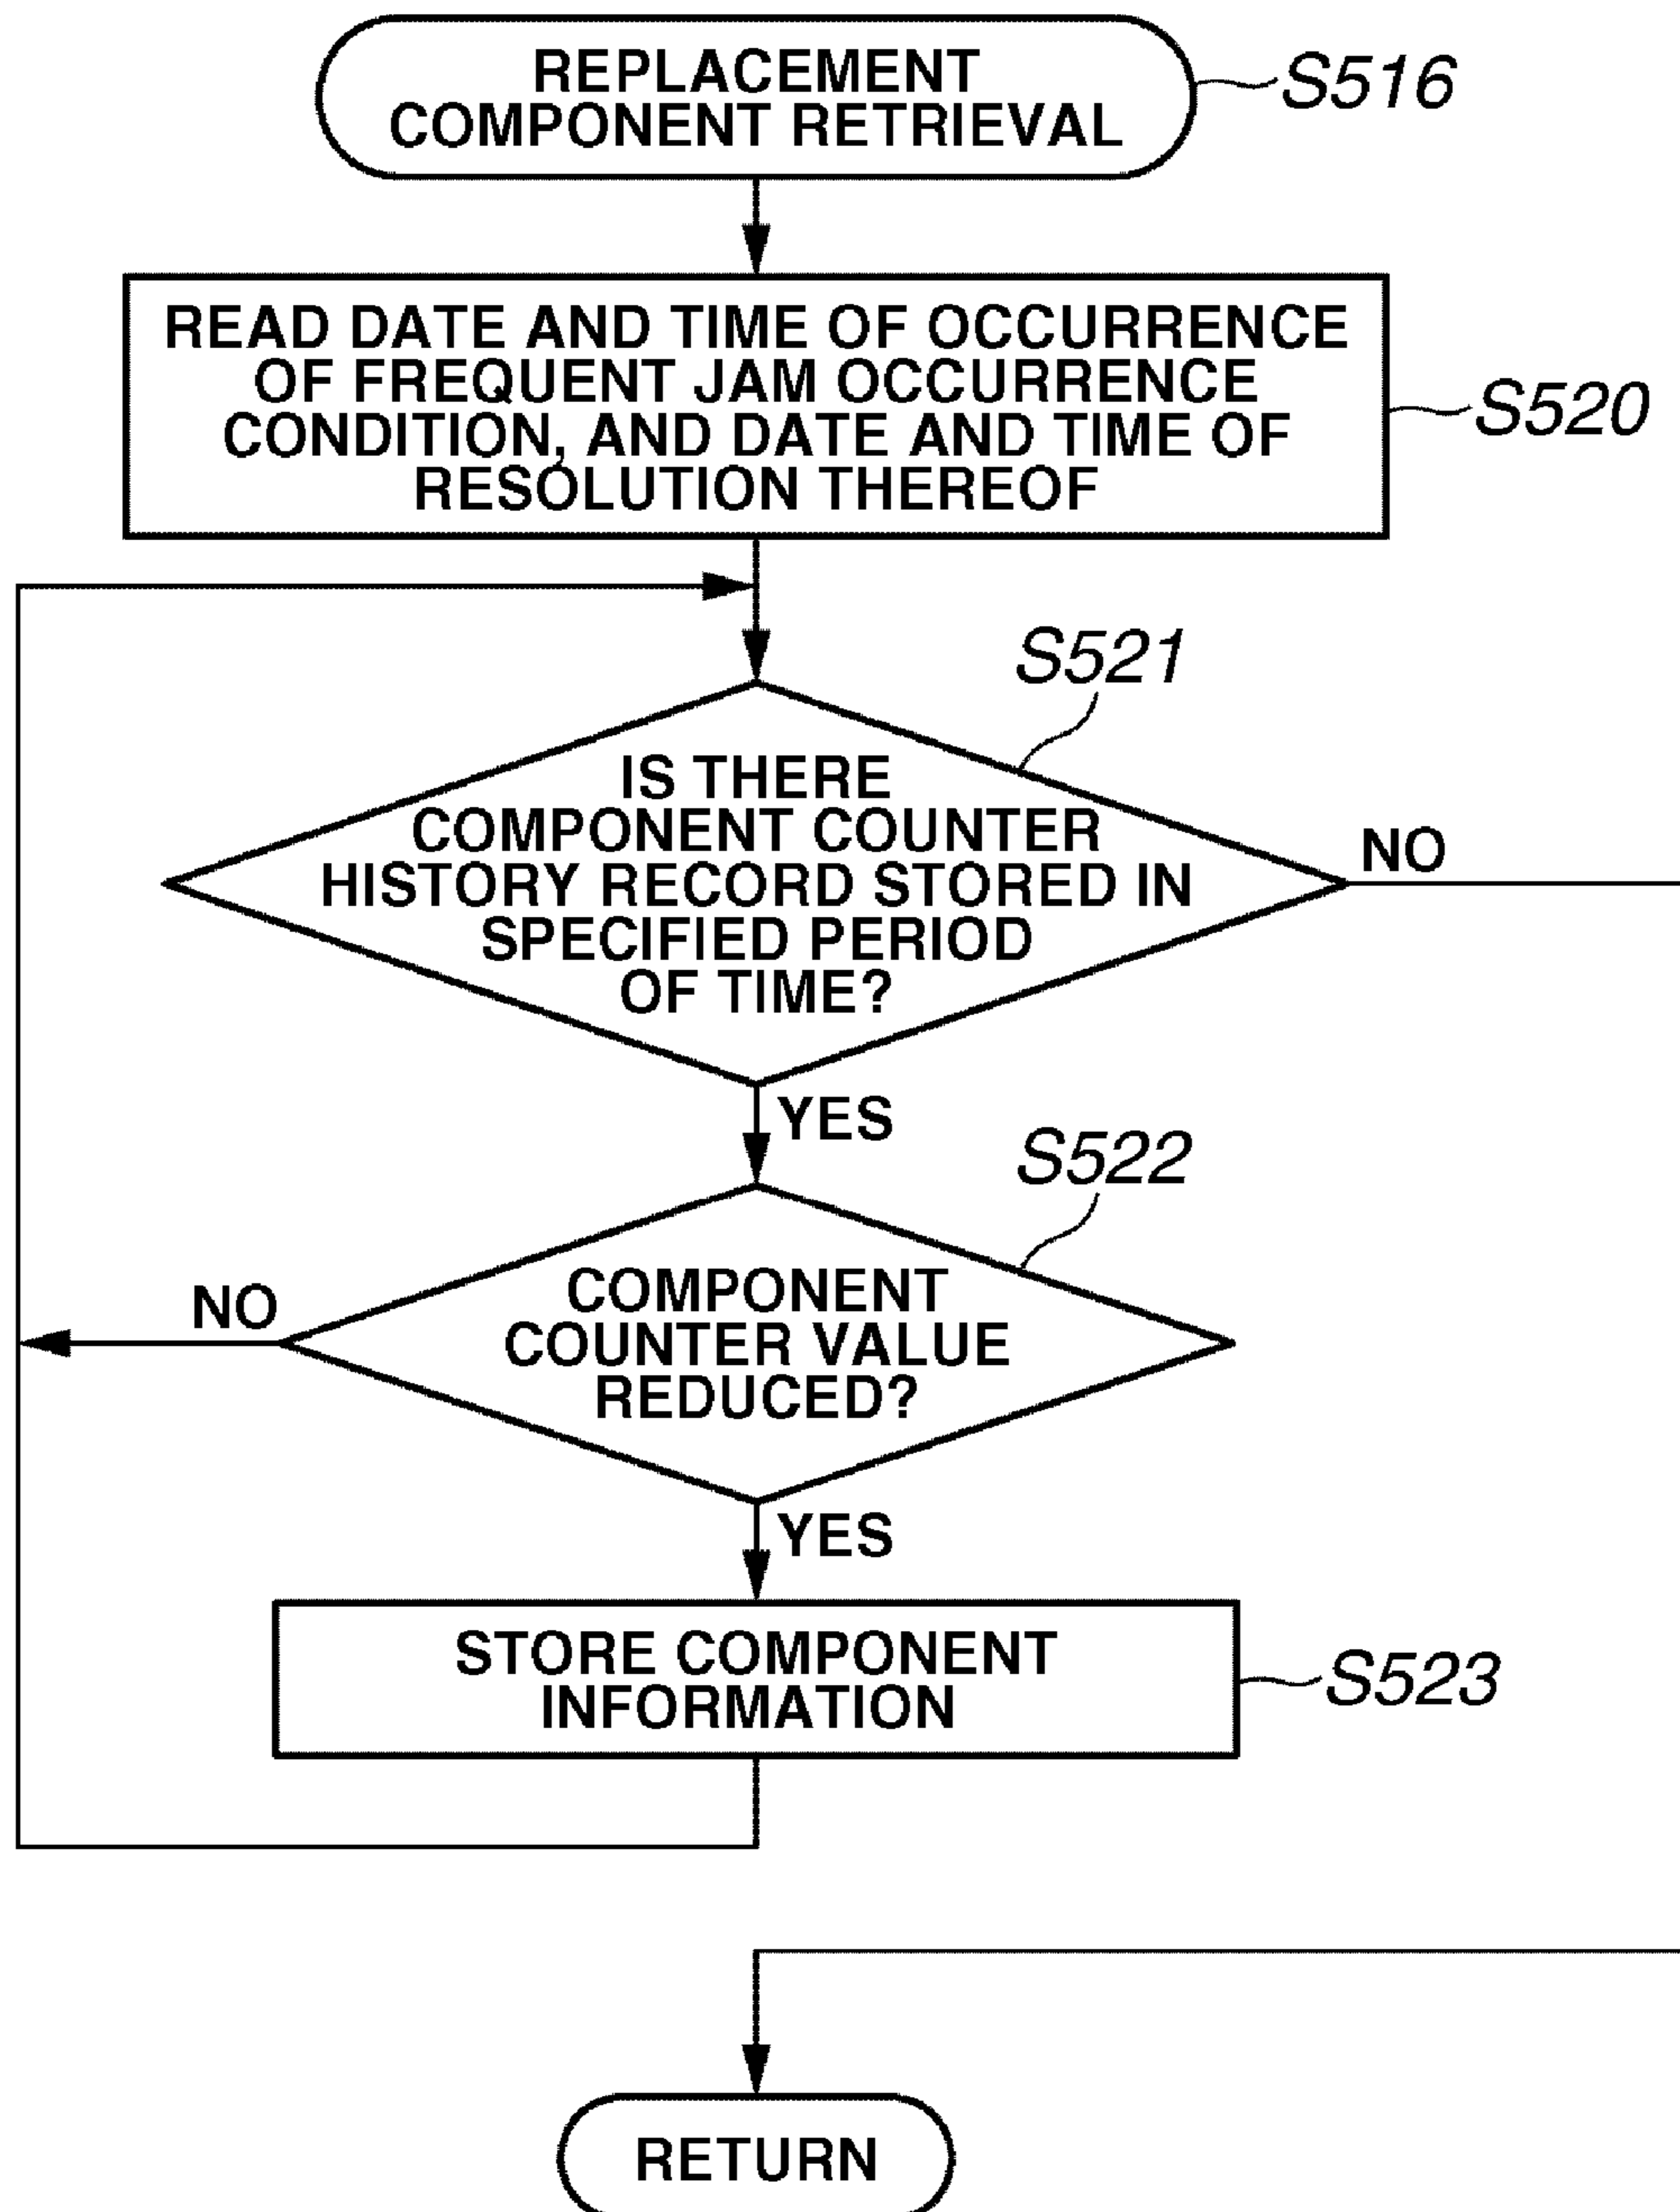 REPLACEMENT
COMPONENT RETRIEVAL
S516
READ DATE AND TIME OF OCCURRENCE
OF FREQUENT JAM OCCURRENCE
CONDITION, AND DATE AND TIME OF
RESOLUTION THEREOF
S520
S521
IS THERE
COMPONENT COUNTER
HISTORY RECORD STORED IN
SPECIFIED PERIOD
OF TIME?
NO
YES
S522
COMPONENT
COUNTER VALUE
REDUCED?
NO
YES
STORE COMPONENT
INFORMATION
S523
RETURN